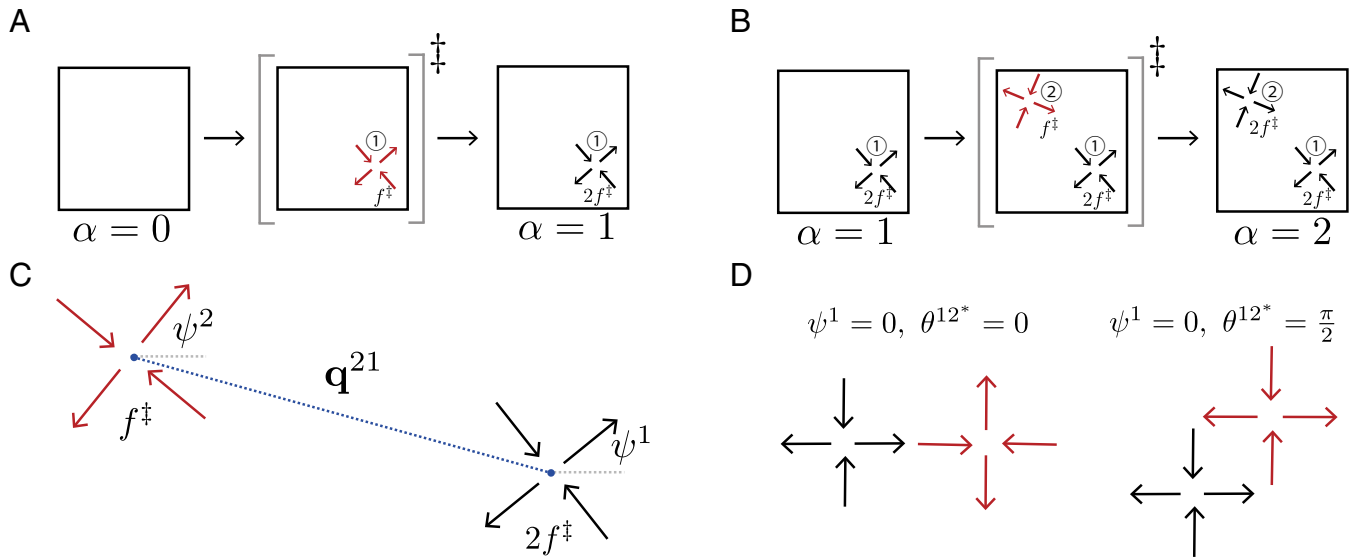 A
‡
①
f‡
①
2f‡
α = 0
α = 1
B
‡
①
2f‡
②
f‡
①
2f‡
②
2f‡
①
2f‡
α = 1
α = 2
C
ψ²
f‡
q²¹
ψ¹
2f‡
D
ψ¹ = 0, θ¹²* = 0
ψ¹ = 0, θ¹²* = π/2